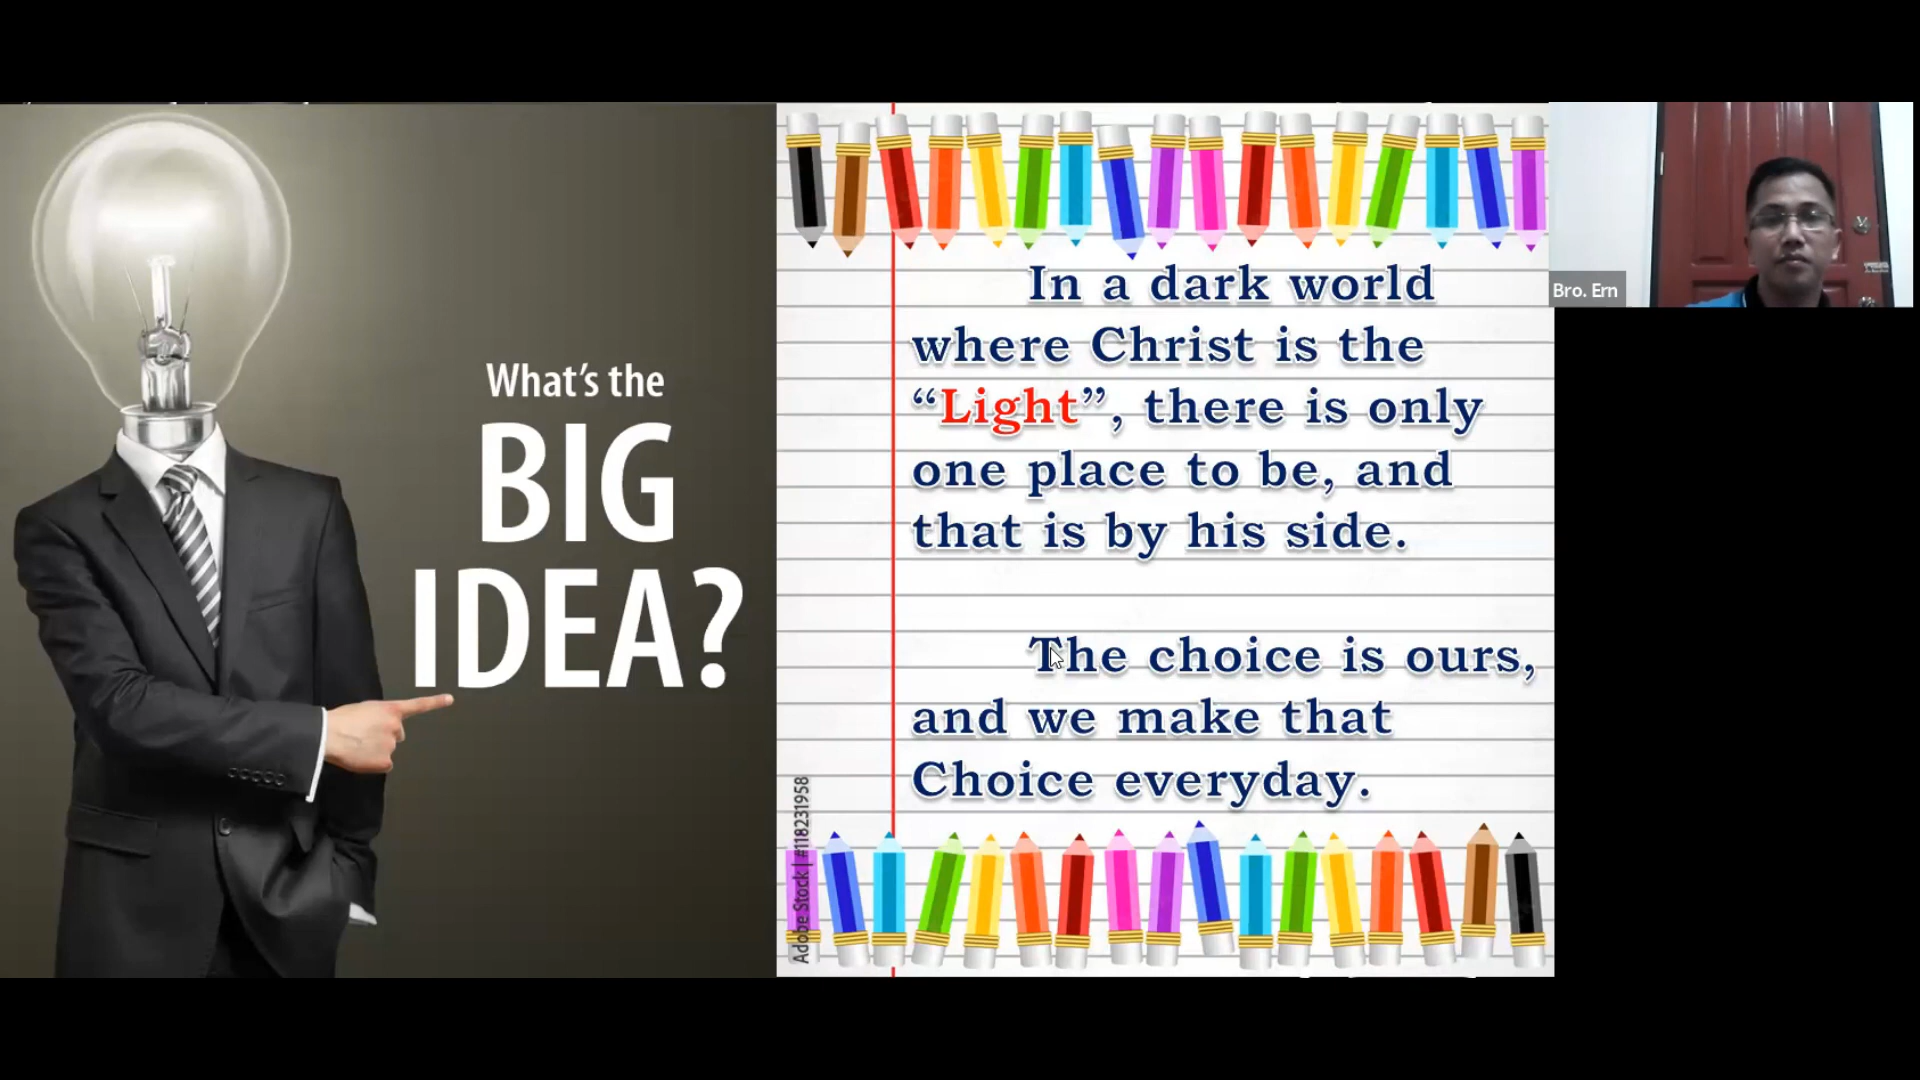 What's the
BIG
IDEA?
In a dark world
where Christ is the
“Light”, there is only
one place to be, and
that is by his side.
The choice is ours,
and we make that
Choice everyday.
Adobe Stock | #118231958
Bro. Ern